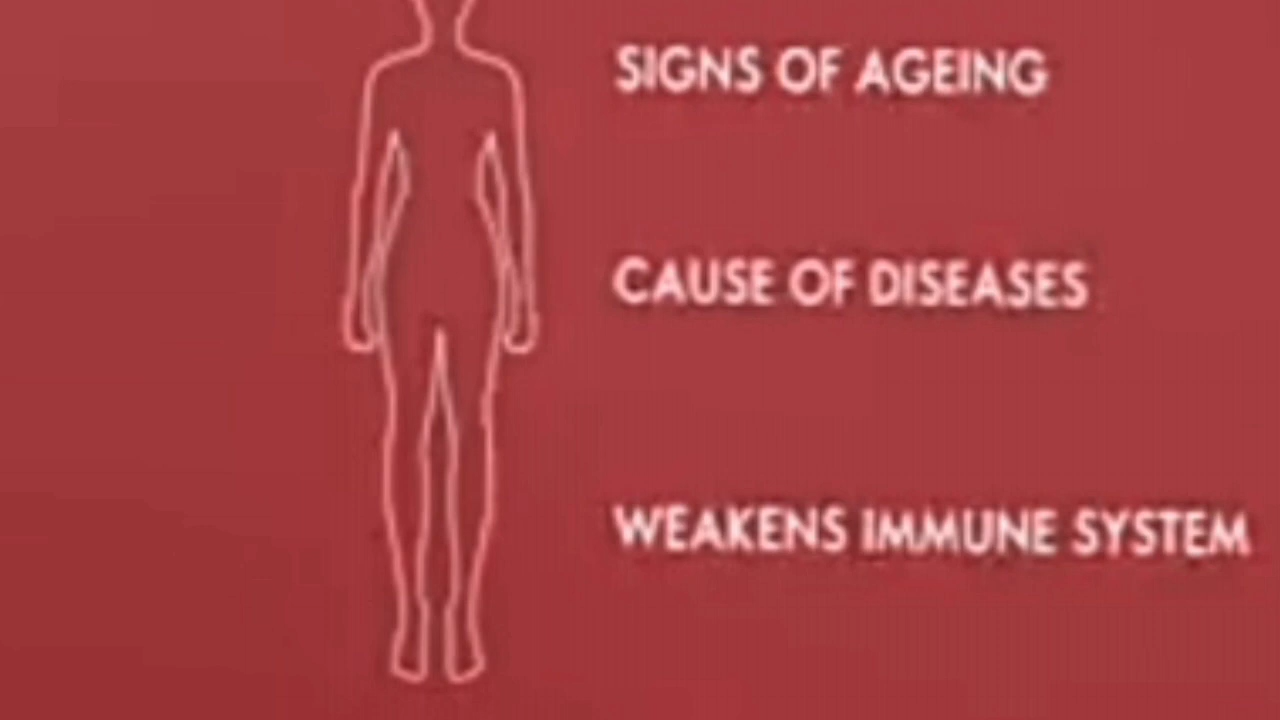 SIGNS OF AGEING
CAUSE OF DISEASES
WEAKENS IMMUNE SYSTEM